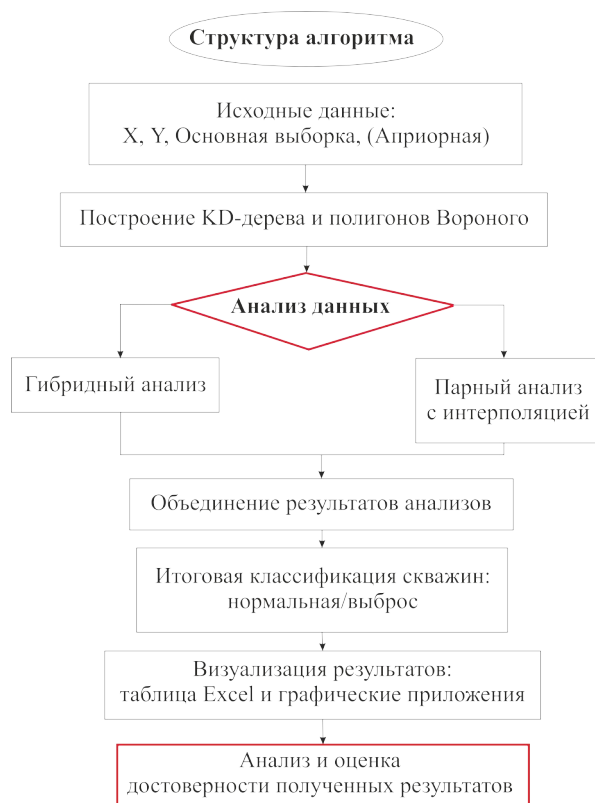 Структура алгоритма
Исходные данные:
X, Y, Основная выборка, (Априорная)
Построение KD-дерева и полигонов Вороного
Анализ данных
Гибридный анализ
Парный анализ
с интерполяцией
Объединение результатов анализов
Итоговая классификация скважин:
нормальная/выброс
Визуализация результатов:
таблица Excel и графические приложения
Анализ и оценка
достоверности полученных результатов